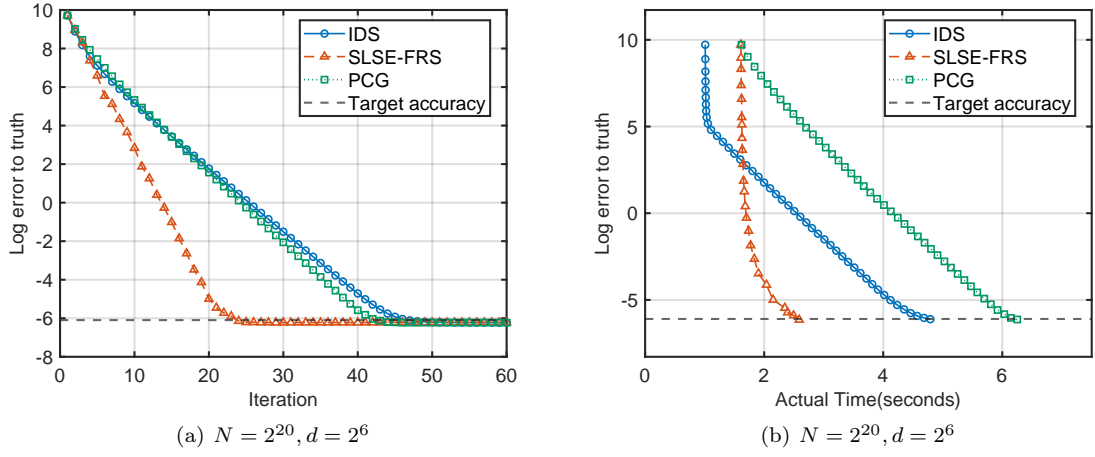 10
8
6
4
2
0
-2
-4
-6
-8
0
10
20
30
40
50
60
Log error to truth
Iteration
IDS
SLSE-FRS
PCG
Target accuracy
(a) N = 2^20, d = 2^6
10
5
0
-5
0
2
4
6
Log error to truth
Actual Time(seconds)
IDS
SLSE-FRS
PCG
Target accuracy
(b) N = 2^20, d = 2^6